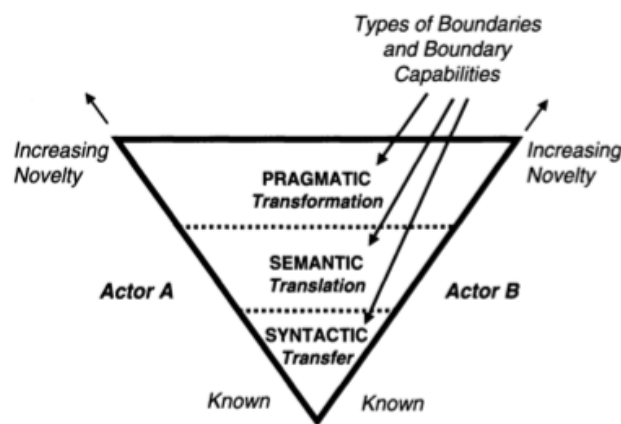 Types of Boundaries
and Boundary
Capabilities
Increasing
Novelty
Increasing
Novelty
PRAGMATIC
Transformation
SEMANTIC
Translation
Actor A
Actor B
SYNTACTIC
Transfer
Known
Known